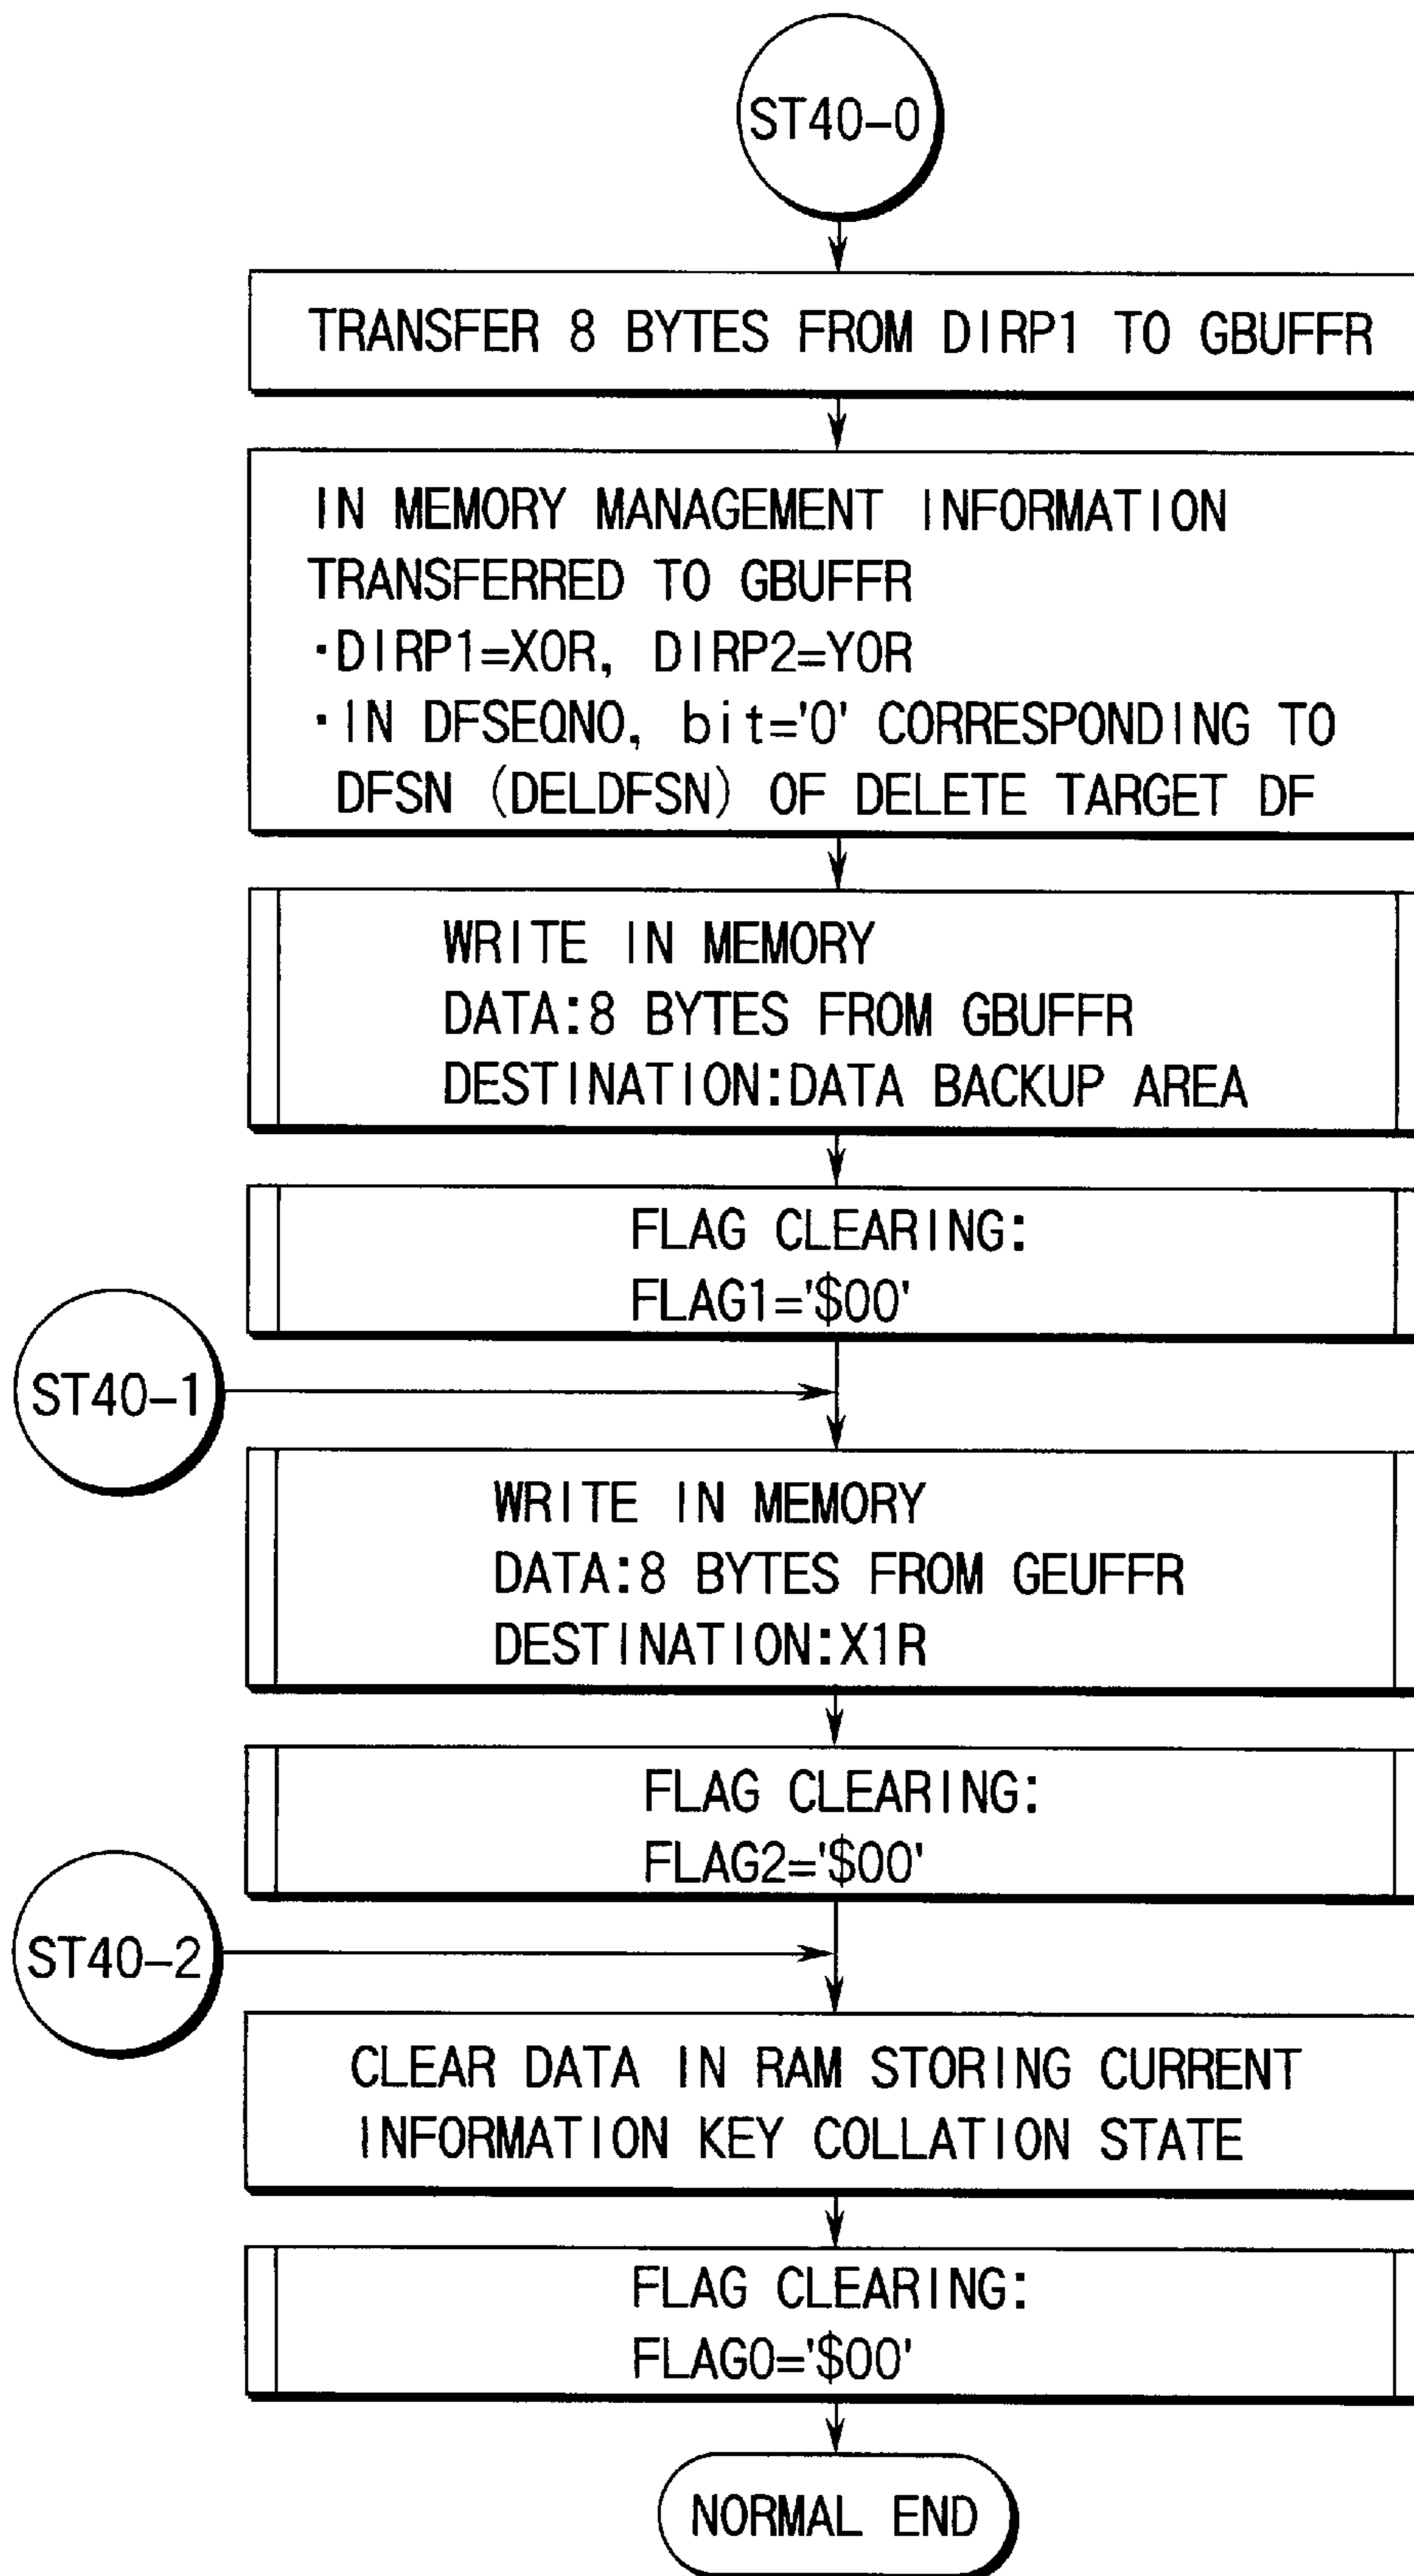 ST40-0
TRANSFER 8 BYTES FROM DIRP1 TO GBUFFR
IN MEMORY MANAGEMENT INFORMATION
TRANSFERRED TO GBUFFR
·DIRP1=X0R, DIRP2=Y0R
·IN DFSEQNO, bit='0' CORRESPONDING TO
DFSN (DELDFSN) OF DELETE TARGET DF
WRITE IN MEMORY
DATA:8 BYTES FROM GBUFFR
DESTINATION:DATA BACKUP AREA
FLAG CLEARING:
FLAG1='$00'
ST40-1
WRITE IN MEMORY
DATA:8 BYTES FROM GEUFFR
DESTINATION:X1R
FLAG CLEARING:
FLAG2='$00'
ST40-2
CLEAR DATA IN RAM STORING CURRENT
INFORMATION KEY COLLATION STATE
FLAG CLEARING:
FLAG0='$00'
NORMAL END